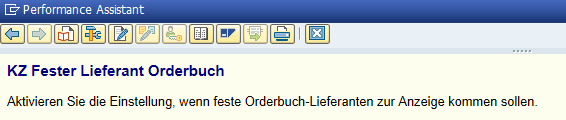 Performance Assistant
KZ Fester Lieferant Orderbuch
Aktivieren Sie die Einstellung, wenn feste Orderbuch-Lieferanten zur Anzeige kommen sollen.